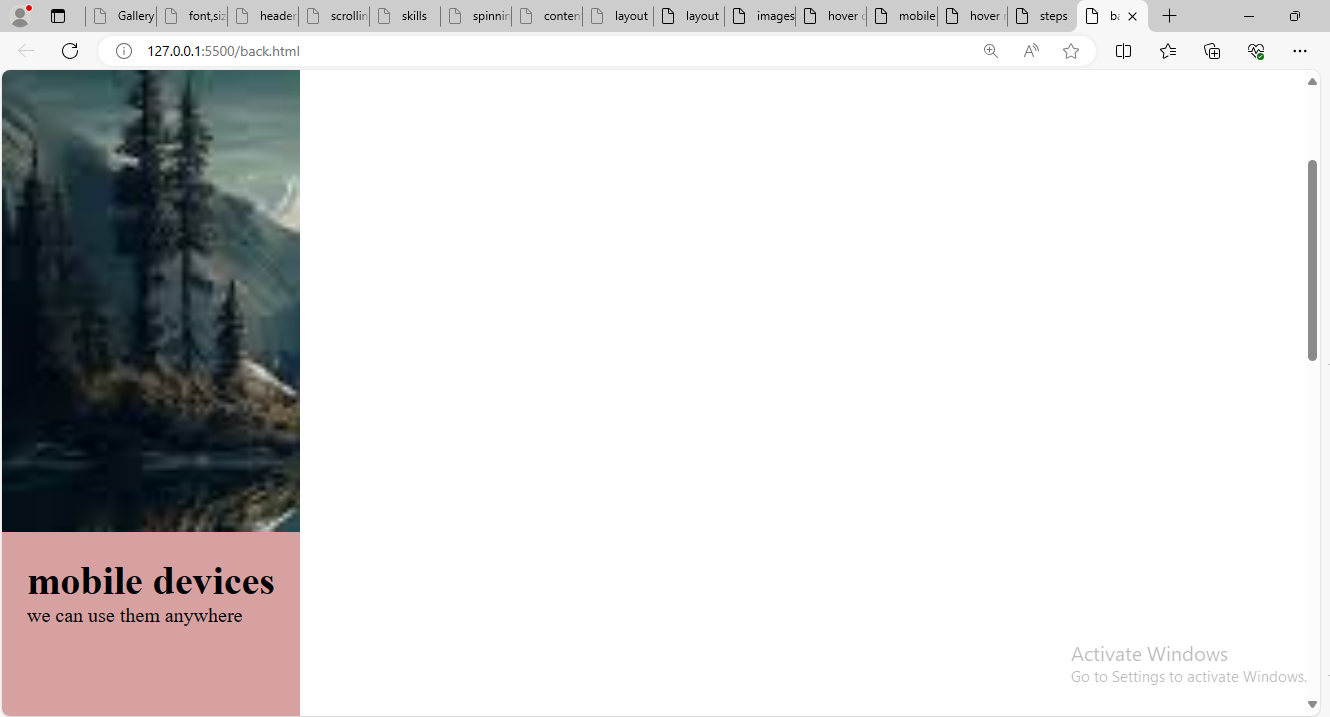 Gallery
font,siz
header
scrollin
skills
spinnin
conten
layout
layout
images
hover c
mobile
hover r
steps
ba
127.0.0.1:5500/back.html
mobile devices
we can use them anywhere
Activate Windows
Go to Settings to activate Windows.